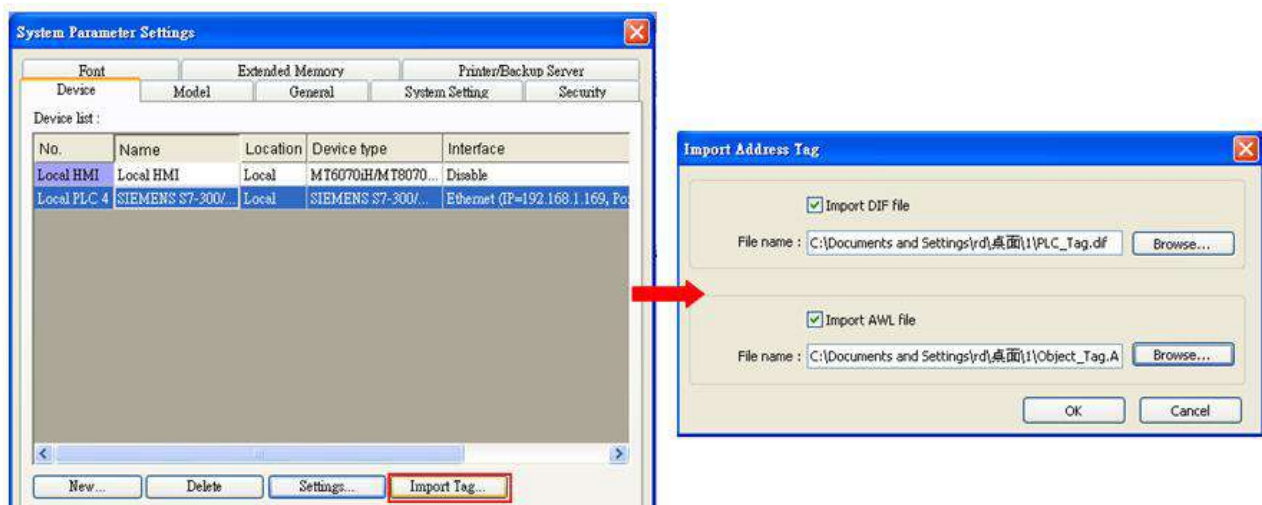 System Parameter Settings
Font Extended Memory Printer/Backup Server
Device Model General System Setting Security
Device list :
No. Name Location Device type Interface
Local HMI Local HMI Local MT6070iH/MT8070... Disable
Local PLC 4 SIEMENS S7-300/... Local SIEMENS S7-300/... Ethernet (IP=192.168.1.169, Po
New... Delete Settings... Import Tag...
Import Address Tag
Import DIF file
File name : C:\Documents and Settings\rd\桌面\1\PLC_Tag.dif Browse...
Import AWL file
File name : C:\Documents and Settings\rd\桌面\1\Object_Tag.A Browse...
OK Cancel